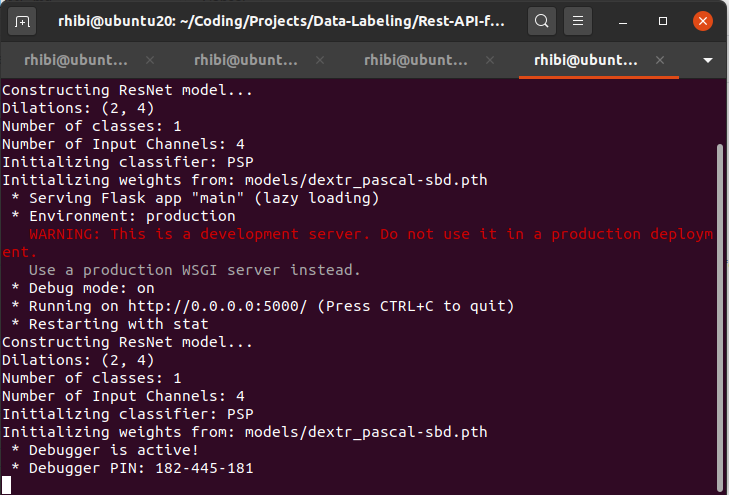 rhibi@ubuntu20: ~/Coding/Projects/Data-Labeling/Rest-API-f...
rhibi@ubunt... × rhibi@ubunt... × rhibi@ubunt... × rhibi@ubunt... ×
Constructing ResNet model...
Dilations: (2, 4)
Number of classes: 1
Number of Input Channels: 4
Initializing classifier: PSP
Initializing weights from: models/dextr_pascal-sbd.pth
 * Serving Flask app "main" (lazy loading)
 * Environment: production
   WARNING: This is a development server. Do not use it in a production deploym
ent.
   Use a production WSGI server instead.
 * Debug mode: on
 * Running on http://0.0.0.0:5000/ (Press CTRL+C to quit)
 * Restarting with stat
Constructing ResNet model...
Dilations: (2, 4)
Number of classes: 1
Number of Input Channels: 4
Initializing classifier: PSP
Initializing weights from: models/dextr_pascal-sbd.pth
 * Debugger is active!
 * Debugger PIN: 182-445-181